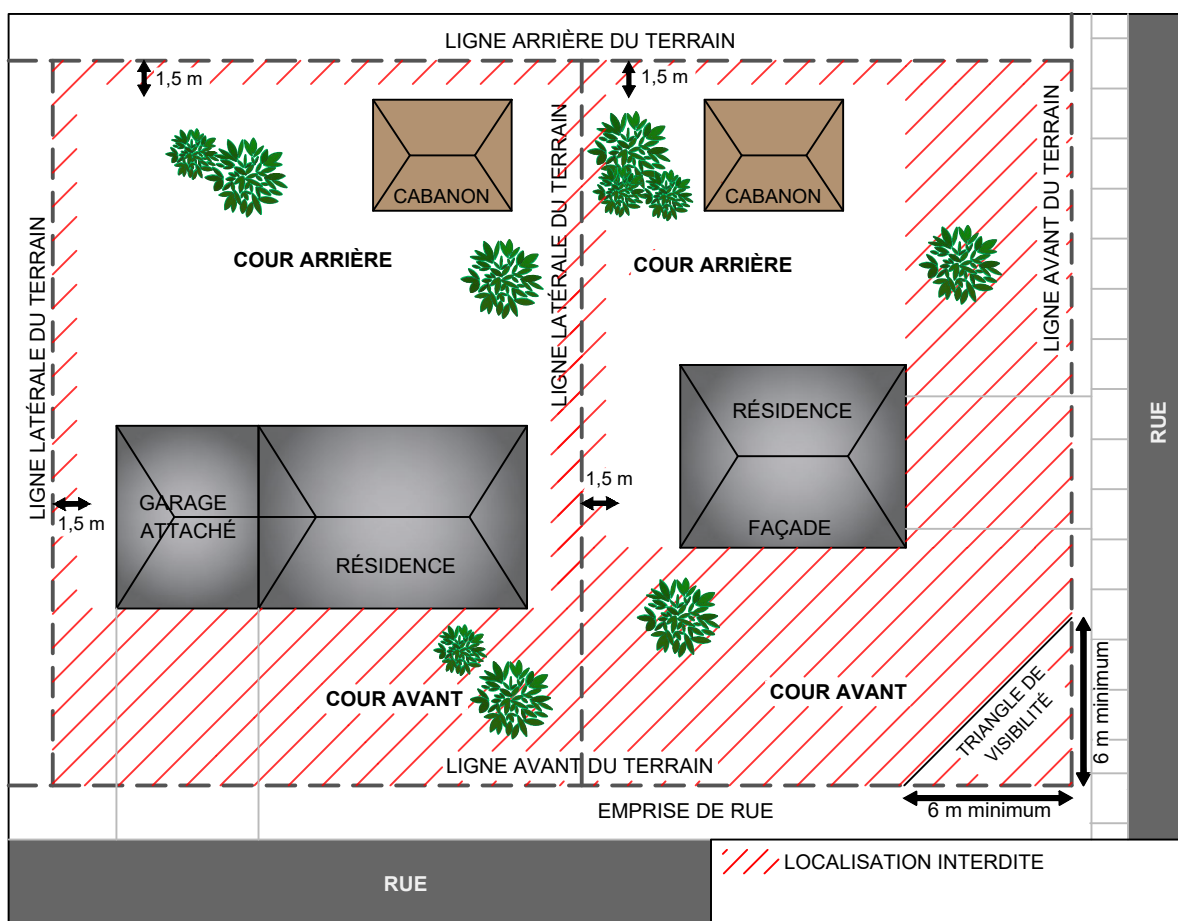 LIGNE ARRIÈRE DU TERRAIN
1,5 m
1,5 m
CABANON
CABANON
COUR ARRIÈRE
COUR ARRIÈRE
LIGNE LATÉRALE DU TERRAIN
LIGNE LATÉRALE DU TERRAIN
LIGNE AVANT DU TERRAIN
RUE
RÉSIDENCE
FAÇADE
1,5 m
GARAGE
ATTACHÉ
RÉSIDENCE
1,5 m
COUR AVANT
COUR AVANT
TRIANGLE DE
VISIBILITÉ
6 m minimum
LIGNE AVANT DU TERRAIN
EMPRISE DE RUE
6 m minimum
LOCALISATION INTERDITE
RUE